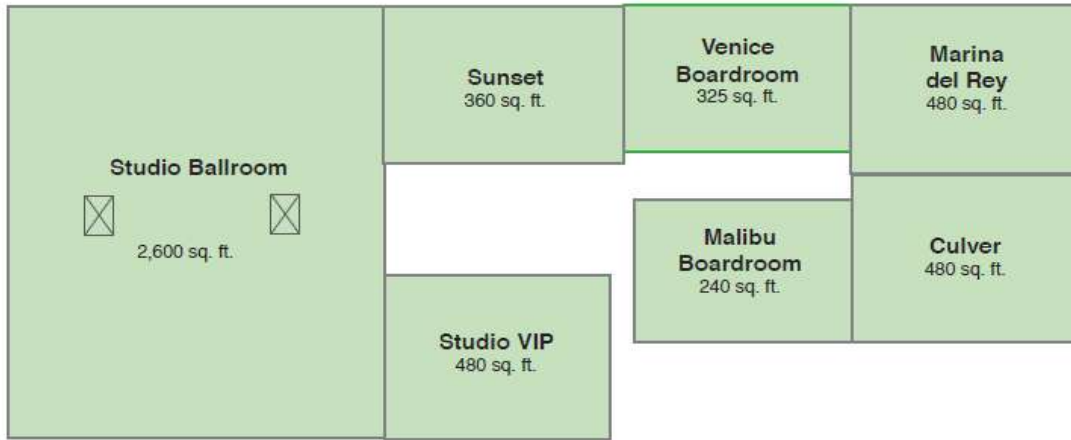 Studio Ballroom
2,600 sq. ft.
Sunset
360 sq. ft.
Venice
Boardroom
325 sq. ft.
Marina
del Rey
480 sq. ft.
Studio VIP
480 sq. ft.
Malibu
Boardroom
240 sq. ft.
Culver
480 sq. ft.